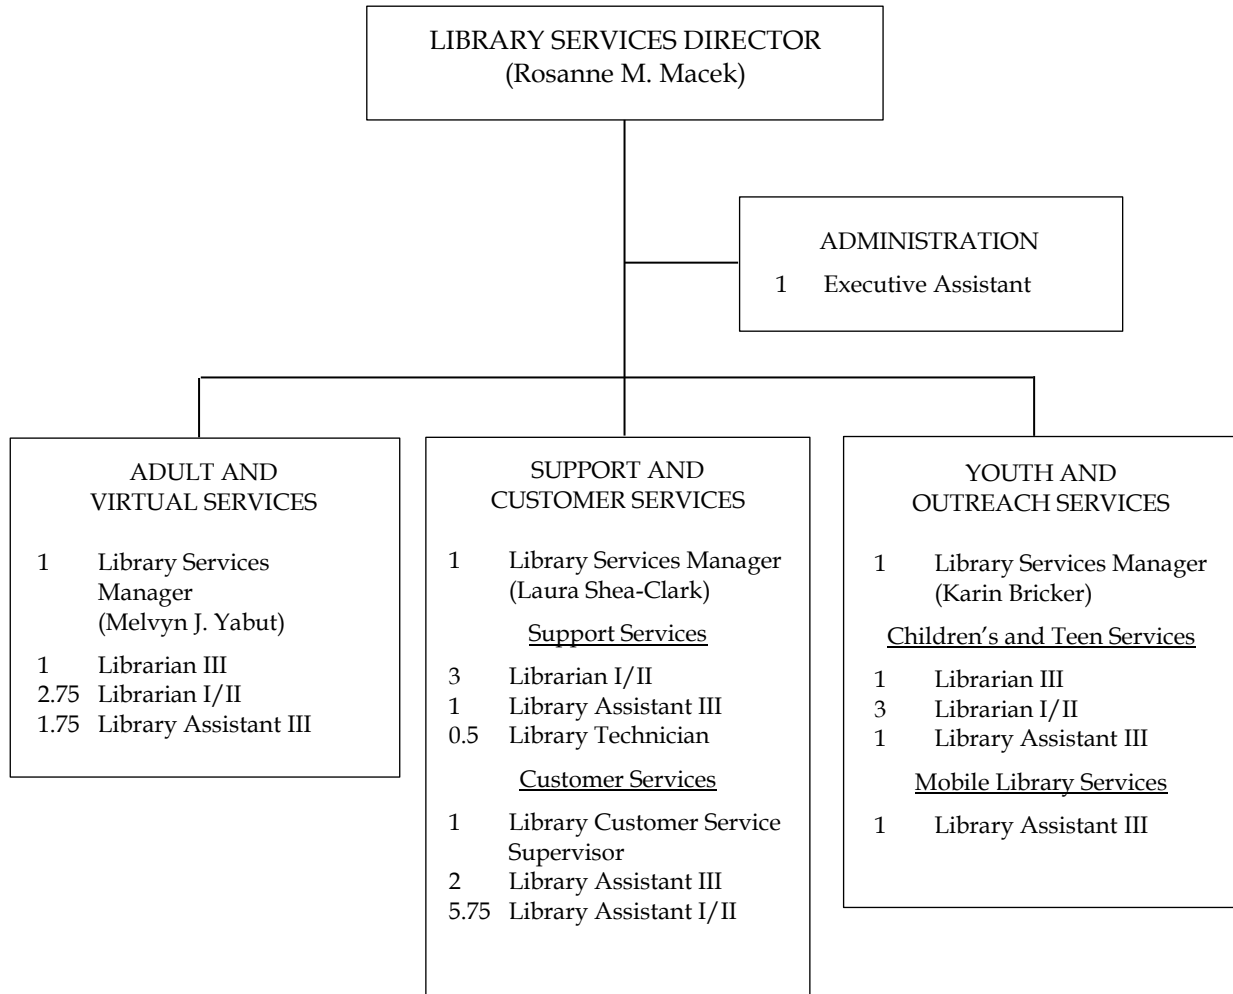 LIBRARY SERVICES DIRECTOR
(Rosanne M. Macek)
ADMINISTRATION
1 Executive Assistant
ADULT AND
VIRTUAL SERVICES
1 Library Services
Manager
(Melvyn J. Yabut)
1 Librarian III
2.75 Librarian I/II
1.75 Library Assistant III
SUPPORT AND
CUSTOMER SERVICES
1 Library Services Manager
(Laura Shea-Clark)
Support Services
3 Librarian I/II
1 Library Assistant III
0.5 Library Technician
Customer Services
1 Library Customer Service
Supervisor
2 Library Assistant III
5.75 Library Assistant I/II
YOUTH AND
OUTREACH SERVICES
1 Library Services Manager
(Karin Bricker)
Children’s and Teen Services
1 Librarian III
3 Librarian I/II
1 Library Assistant III
Mobile Library Services
1 Library Assistant III